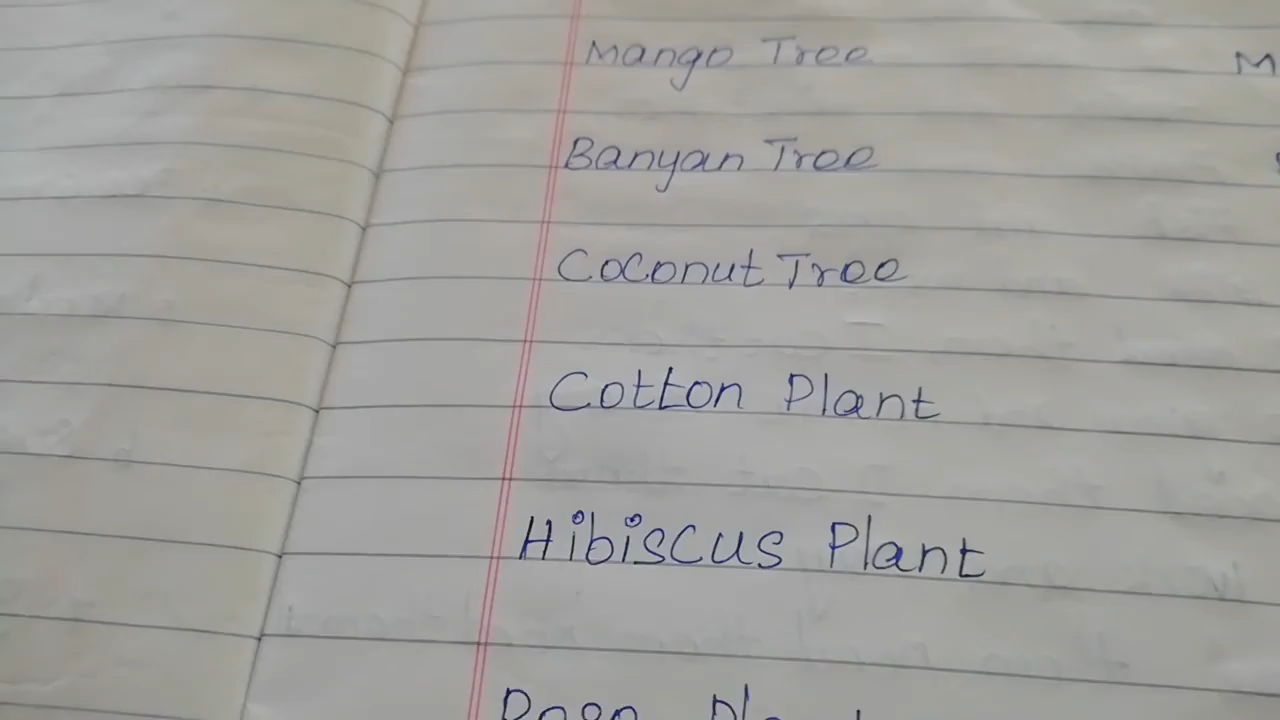 Mango Tree M
Banyan Tree
Coconut Tree
Cotton Plant
Hibiscus Plant